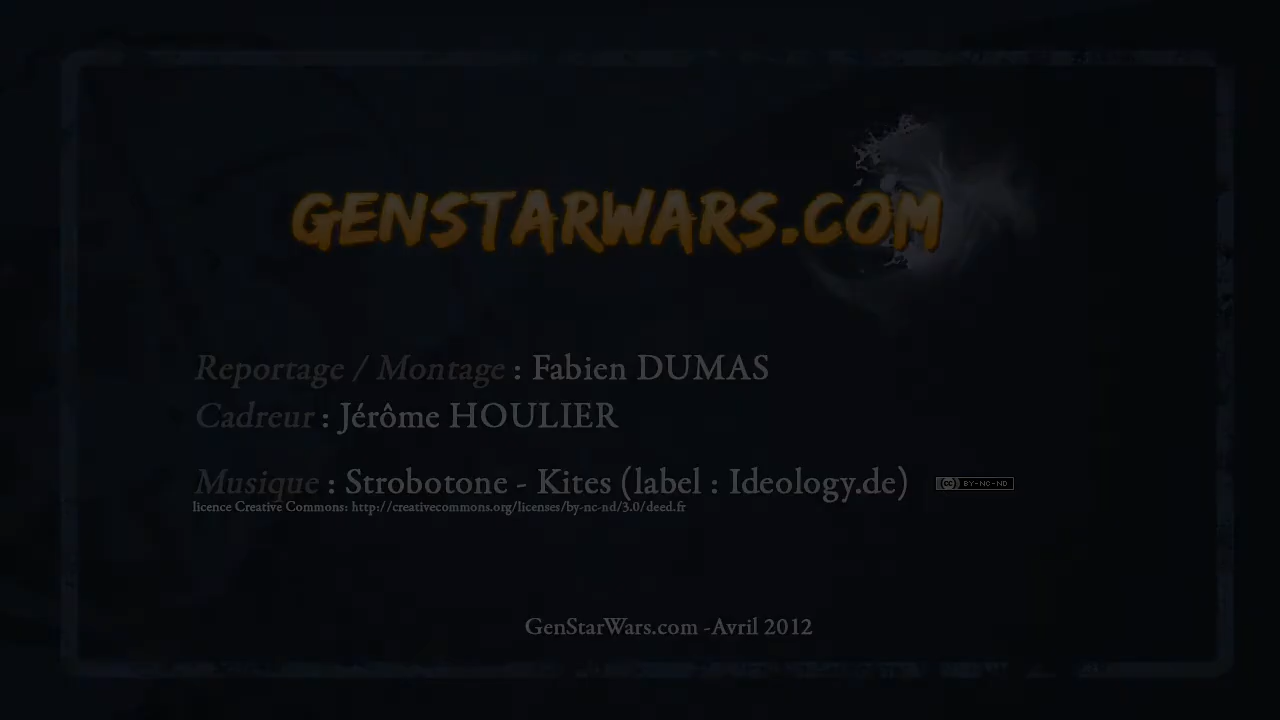 GENSTARWARS.COM
Reportage / Montage : Fabien DUMAS
Cadreur : Jérôme HOULIER
Musique : Strobotone - Kites (label : Ideology.de)
cc BY-NC-ND
licence Creative Commons: http://creativecommons.org/licenses/by-nc-nd/3.0/deed.fr
GenStarWars.com -Avril 2012